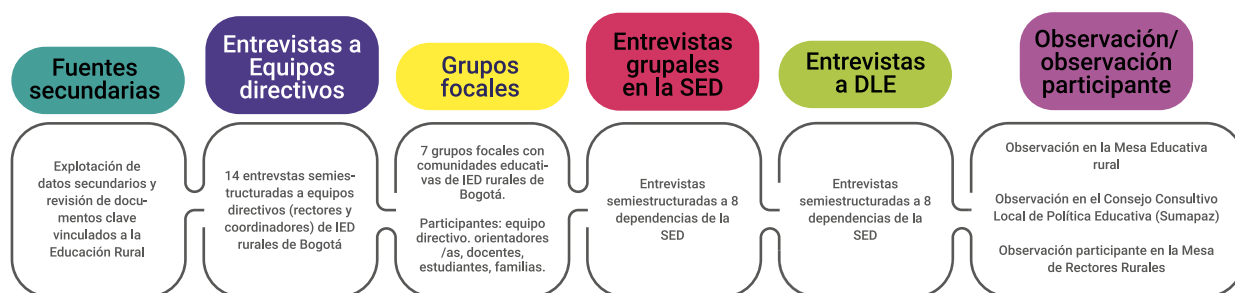 Fuentes
secundarias
Explotación de
datos secundarios y
revisión de docu-
mentos clave
vinculados a la
Educación Rural
Entrevistas a
Equipos
directivos
14 entrevstas semies-
tructuradas a equipos
directivos (rectores y
coordinadores) de IED
rurales de Bogotá
Grupos
focales
7 grupos focales con
comunidades educati-
vas de IED rurales de
Bogotá.
Participantes: equipo
directivo. orientadores
/as, docentes,
estudiantes, familias.
Entrevistas
grupales
en la SED
Entrevistas
semiestructuradas a 8
dependencias de la
SED
Entrevistas
a DLE
Entrevistas
semiestructuradas a 8
dependencias de la
SED
Observación/
observación
participante
Observación en la Mesa Educativa
rural
Observación en el Consejo Consultivo
Local de Política Educativa (Sumapaz)
Observación participante en la Mesa
de Rectores Rurales